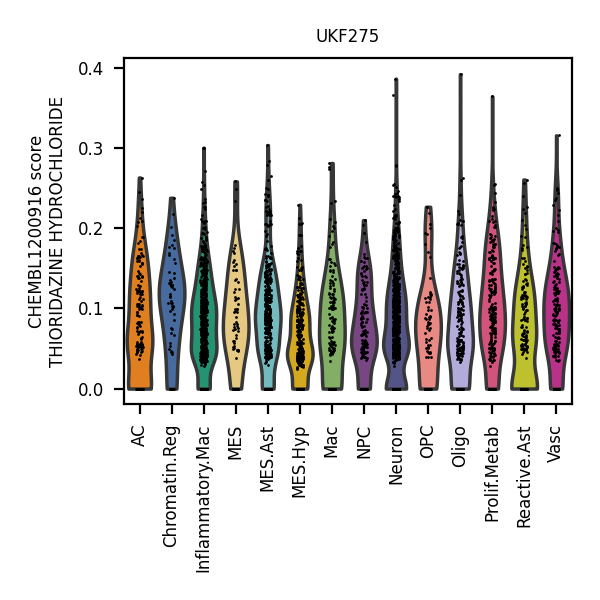 UKF275
CHEMBL1200916 score
THIORIDAZINE HYDROCHLORIDE
0.4
0.3
0.2
0.1
0.0
AC
Chromatin.Reg
Inflammatory.Mac
MES
MES.Ast
MES.Hyp
Mac
NPC
Neuron
OPC
Oligo
Prolif.Metab
Reactive.Ast
Vasc